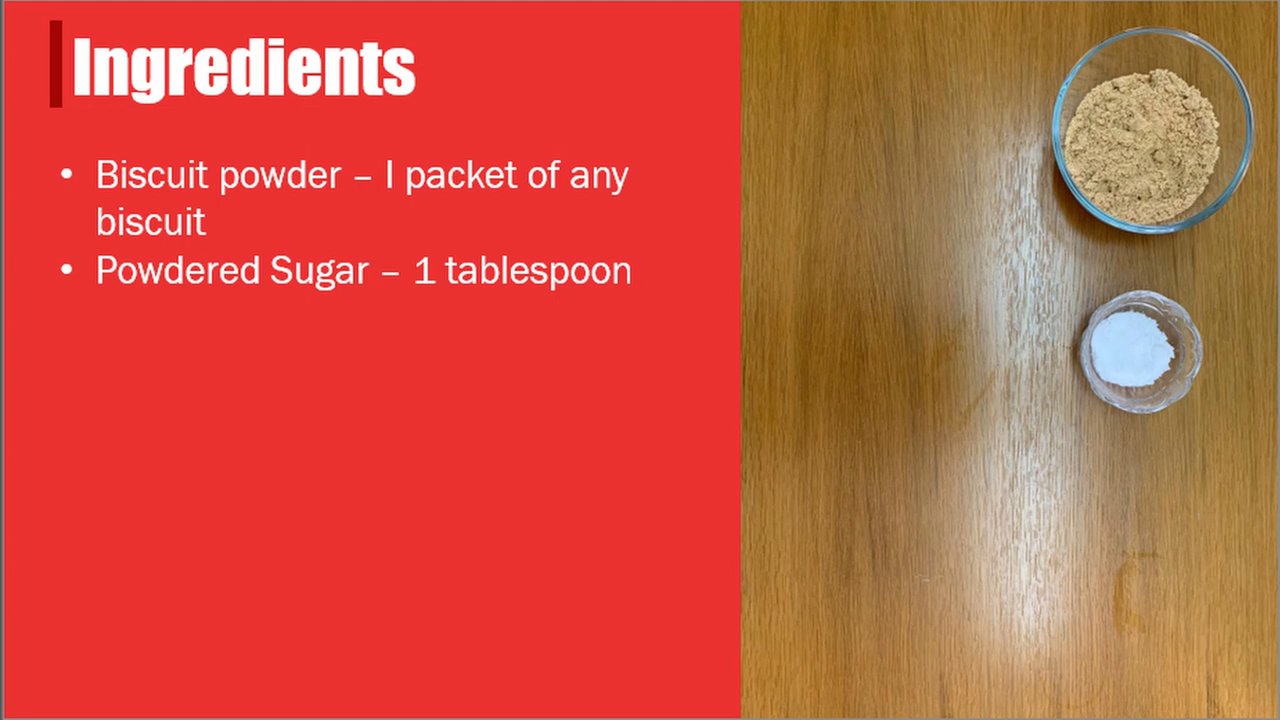 Ingredients
• Biscuit powder – I packet of any
biscuit
• Powdered Sugar – 1 tablespoon